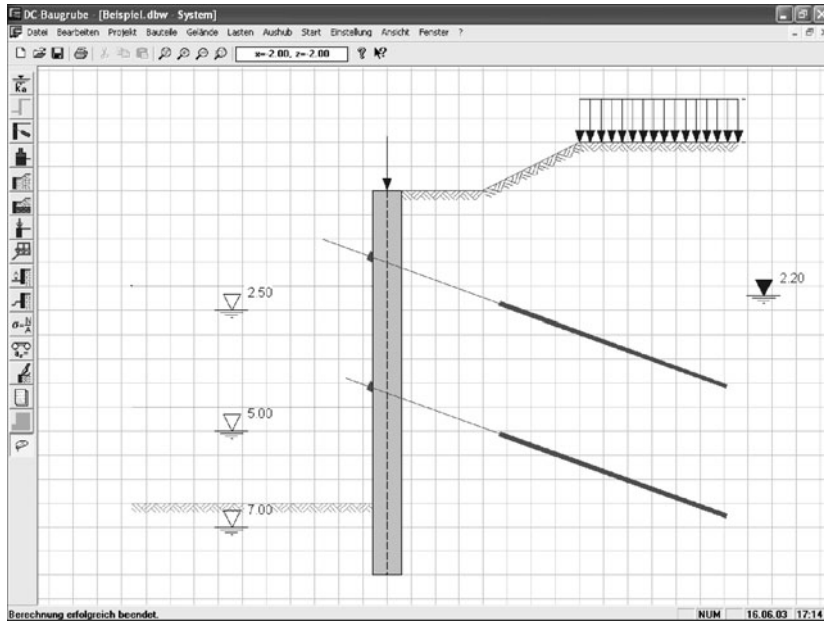 DC-Baugrube - [Beispiel.dbw - System]
Datei Bearbeiten Projekt Bauteile Gelände Lasten Aushub Start Einstellung Ansicht Fenster ?
x=-2.00, z=-2.00
Ka
2.20
2.50
5.00
7.00
Berechnung erfolgreich beendet.
NUM 16.06.03 17:14